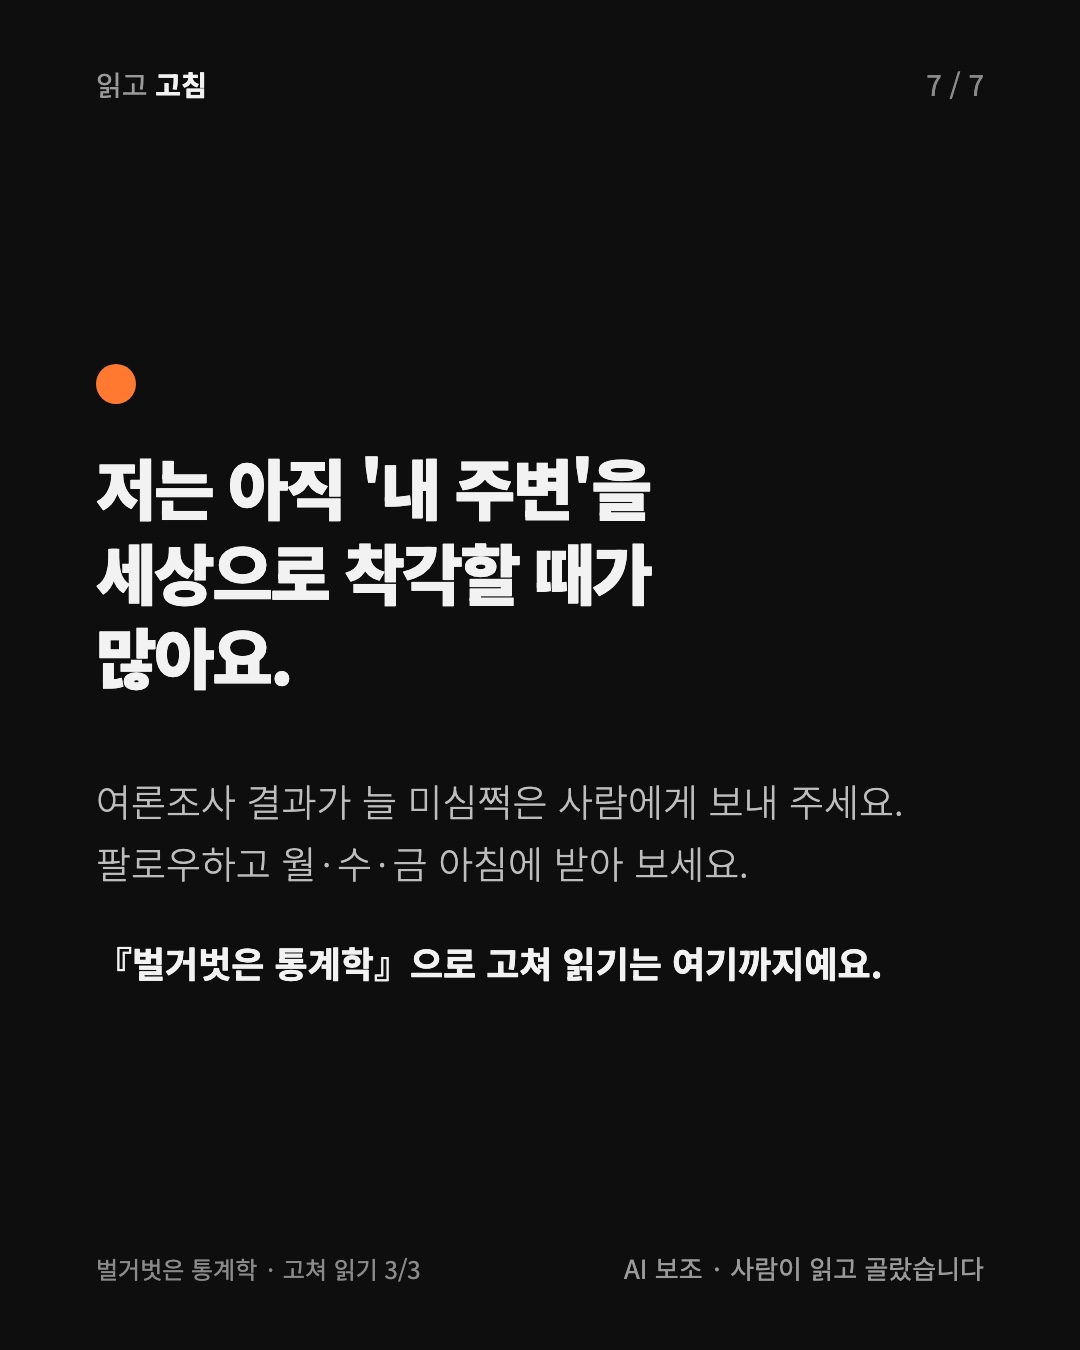 읽고 고침
7 / 7
저는 아직 '내 주변'을
세상으로 착각할 때가
많아요.
여론조사 결과가 늘 미심쩍은 사람에게 보내 주세요.
팔로우하고 월·수·금 아침에 받아 보세요.
『벌거벗은 통계학』으로 고쳐 읽기는 여기까지예요.
벌거벗은 통계학 · 고쳐 읽기 3/3
AI 보조 · 사람이 읽고 골랐습니다